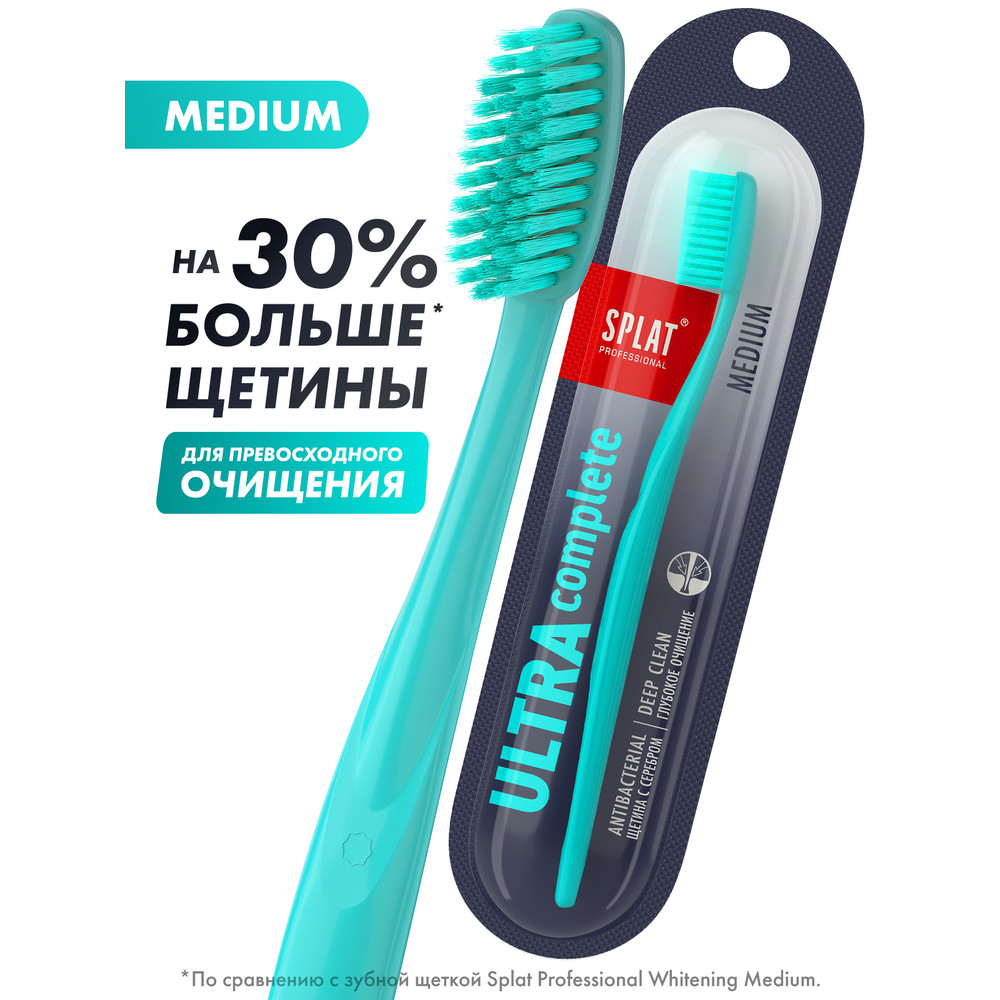 MEDIUM
НА 30%
БОЛЬШЕ*
ЩЕТИНЫ
ДЛЯ ПРЕВОСХОДНОГО
ОЧИЩЕНИЯ
SPLAT®
PROFESSIONAL
MEDIUM
ULTRA complete
ANTIBACTERIAL
ЩЕТИНА С СЕРЕБРОМ
DEEP CLEAN
ГЛУБОКОЕ ОЧИЩЕНИЕ
*По сравнению с зубной щеткой Splat Professional Whitening Medium.